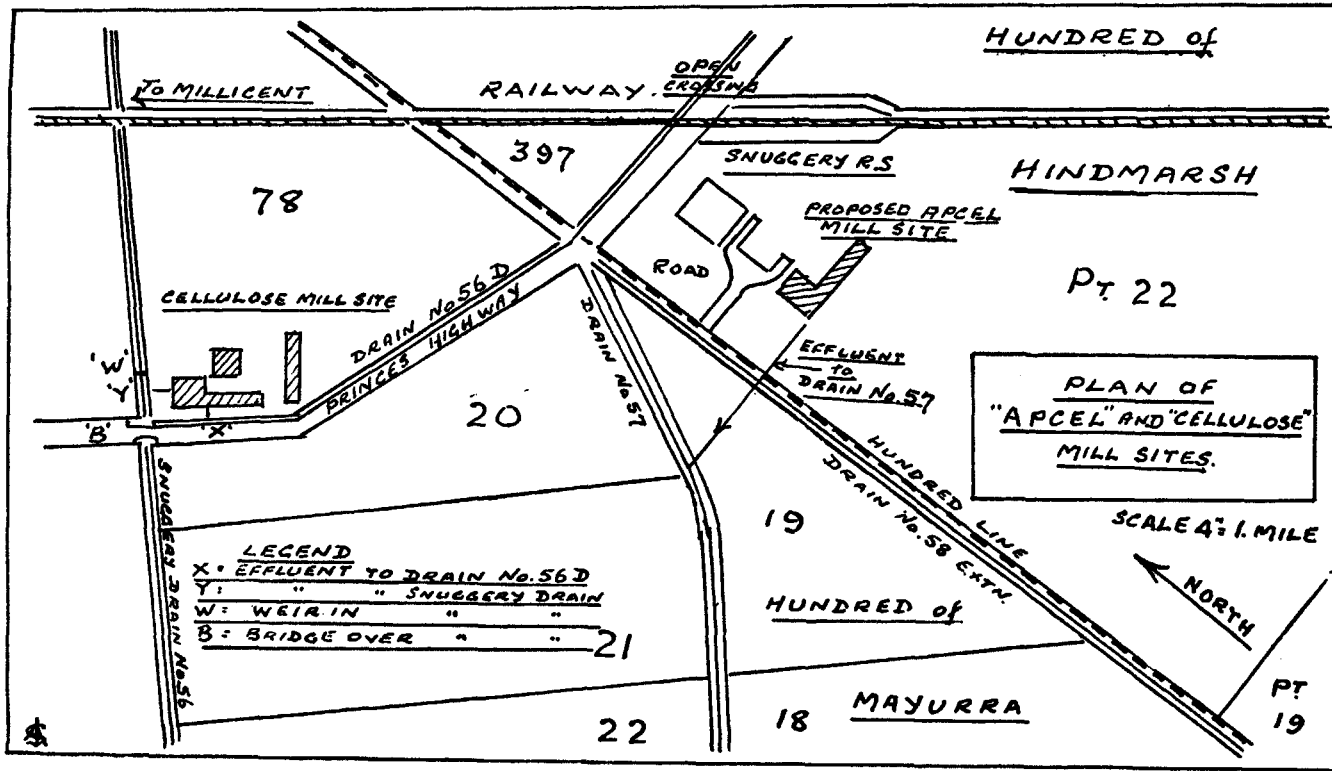 HUNDRED of
TO MILLICENT
RAILWAY.
OPEN
CROSSING
397
SNUGGERY R.S
HINDMARSH
78
PROPOSED APCEL
MILL SITE
ROAD
PT. 22
CELLULOSE MILL SITE
DRAIN No. 56 D
PRINCES HIGHWAY
DRAIN No. 57
EFFLUENT
to
DRAIN No. 57
'W'
'Y'
'B'
'X'
20
PLAN OF
"APCEL" AND "CELLULOSE"
MILL SITES.
HUNDRED LINE
DRAIN No. 58 EXTN.
SNUGGERY DRAIN No. 56
19
SCALE 4": 1. MILE
NORTH
LEGEND
X = EFFLUENT TO DRAIN No. 56 D
Y: " " SNUGGERY DRAIN
W = WEIR IN " "
B = BRIDGE OVER " "
21
HUNDRED of
MAYURRA
22
18
PT
19